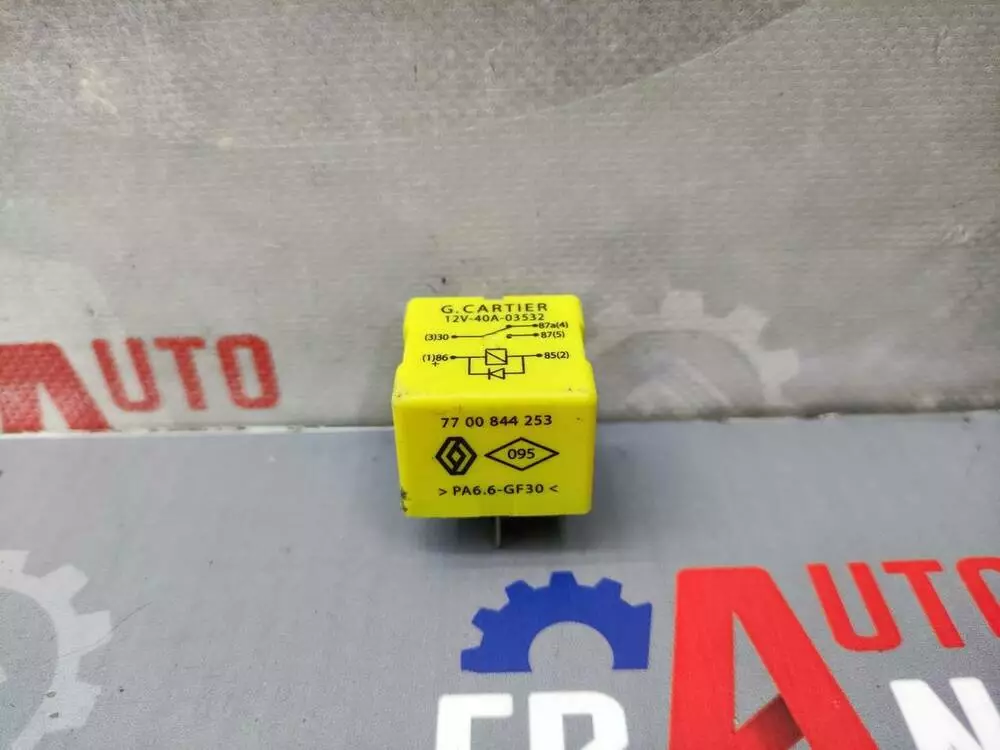 AUTO
G.CARTIER
12V-40A-03532
87a(4)
(3)30 87(5)
(1)86 85(2)
+
77 00 844 253
095
> PA6.6-GF30 <
AUTO